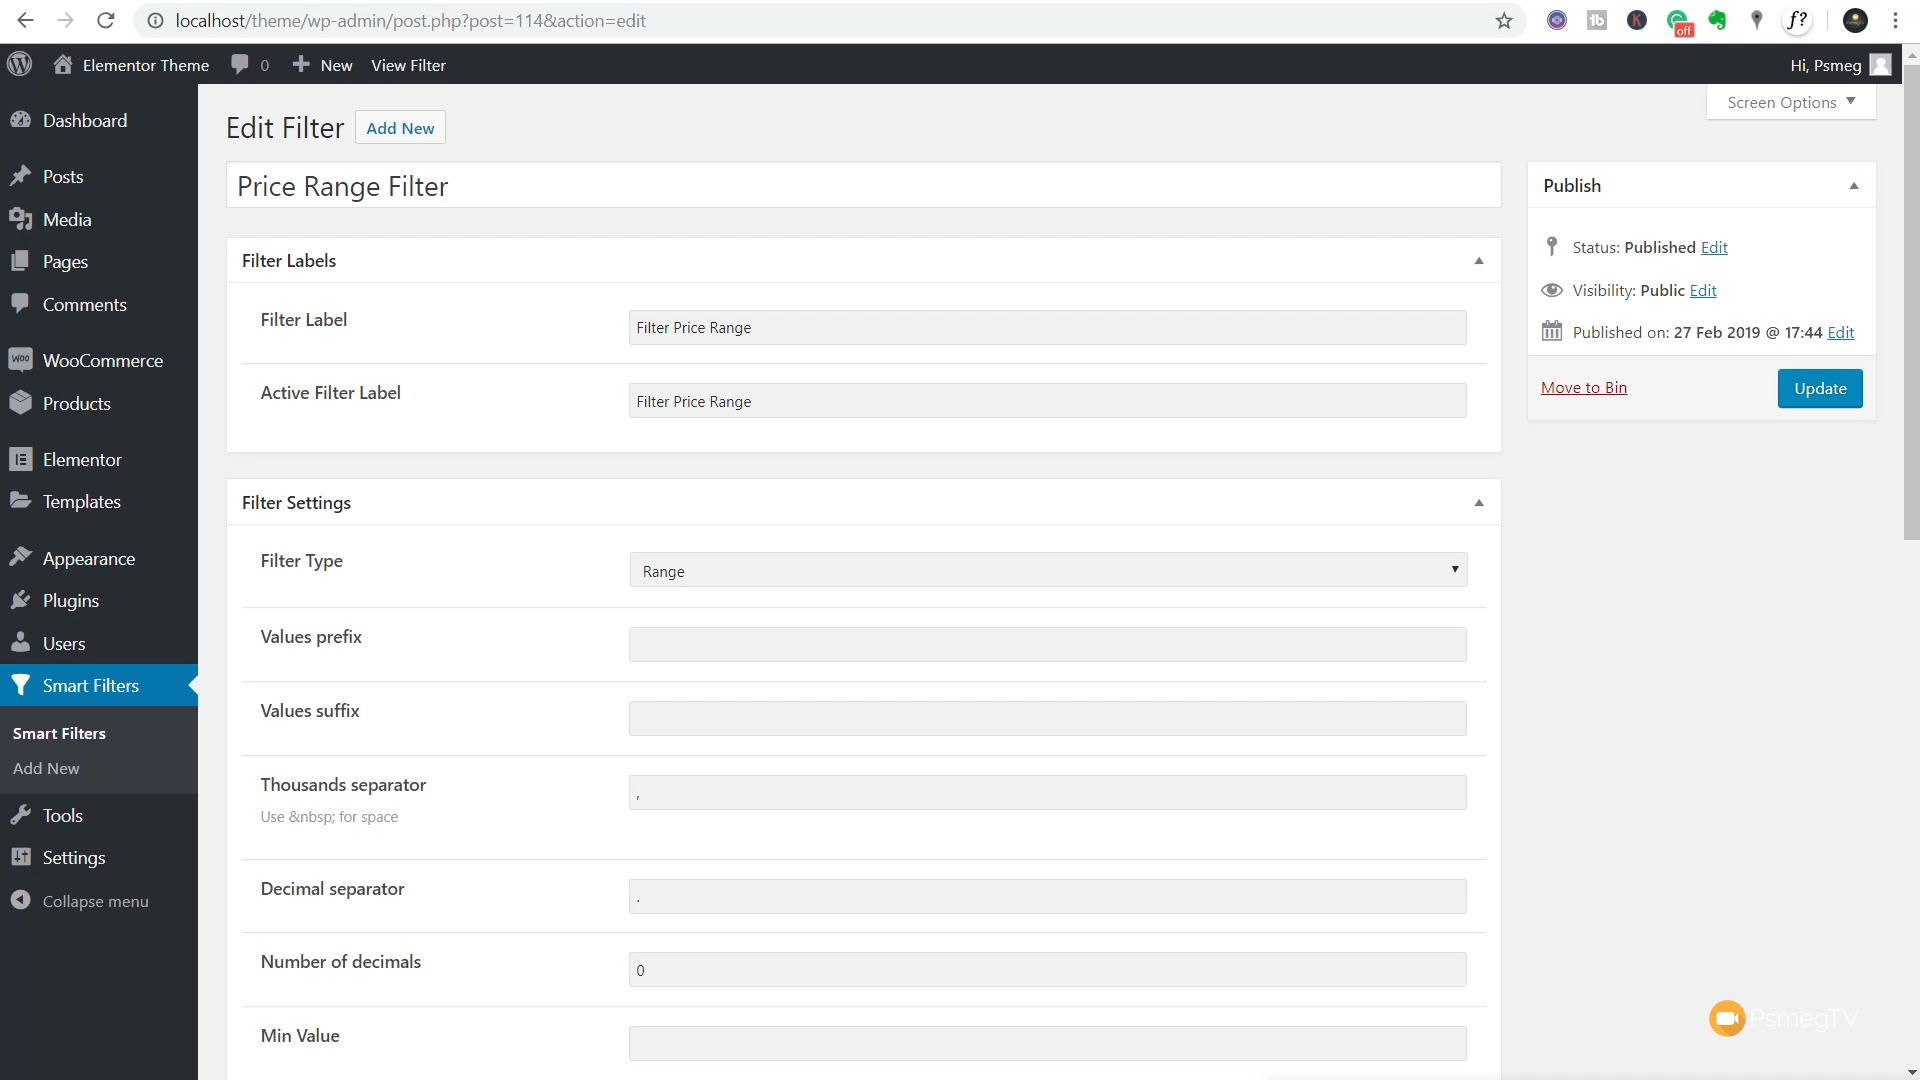 localhost/theme/wp-admin/post.php?post=114&action=edit
off
f?
Elementor Theme
0
New
View Filter
Hi, Psmeg
Screen Options
Dashboard
Posts
Media
Pages
Comments
WOO
WooCommerce
Products
Elementor
Templates
Appearance
Plugins
Users
Smart Filters
Smart Filters
Add New
Tools
Settings
Collapse menu
Edit Filter
Add New
Price Range Filter
Filter Labels
Filter Label
Filter Price Range
Active Filter Label
Filter Price Range
Filter Settings
Filter Type
Range
Values prefix
Values suffix
Thousands separator
Use &nbsp; for space
,
Decimal separator
.
Number of decimals
0
Min Value
Publish
Status: Published Edit
Visibility: Public Edit
Published on: 27 Feb 2019 @ 17:44 Edit
Move to Bin
Update
PsmegTV